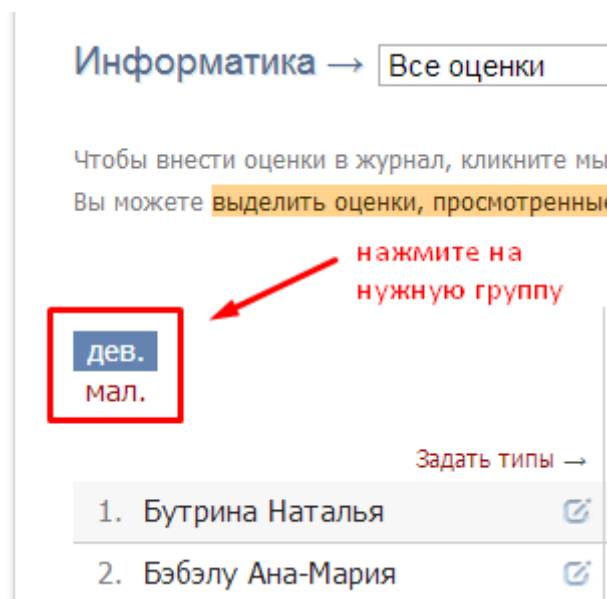 Информатика → Все оценки
Чтобы внести оценки в журнал, кликните мы
Вы можете выделить оценки, просмотренные
нажмите на
нужную группу
дев.
мал.
Задать типы →
1. Бутрина Наталья
2. Бэбэлу Ана-Мария